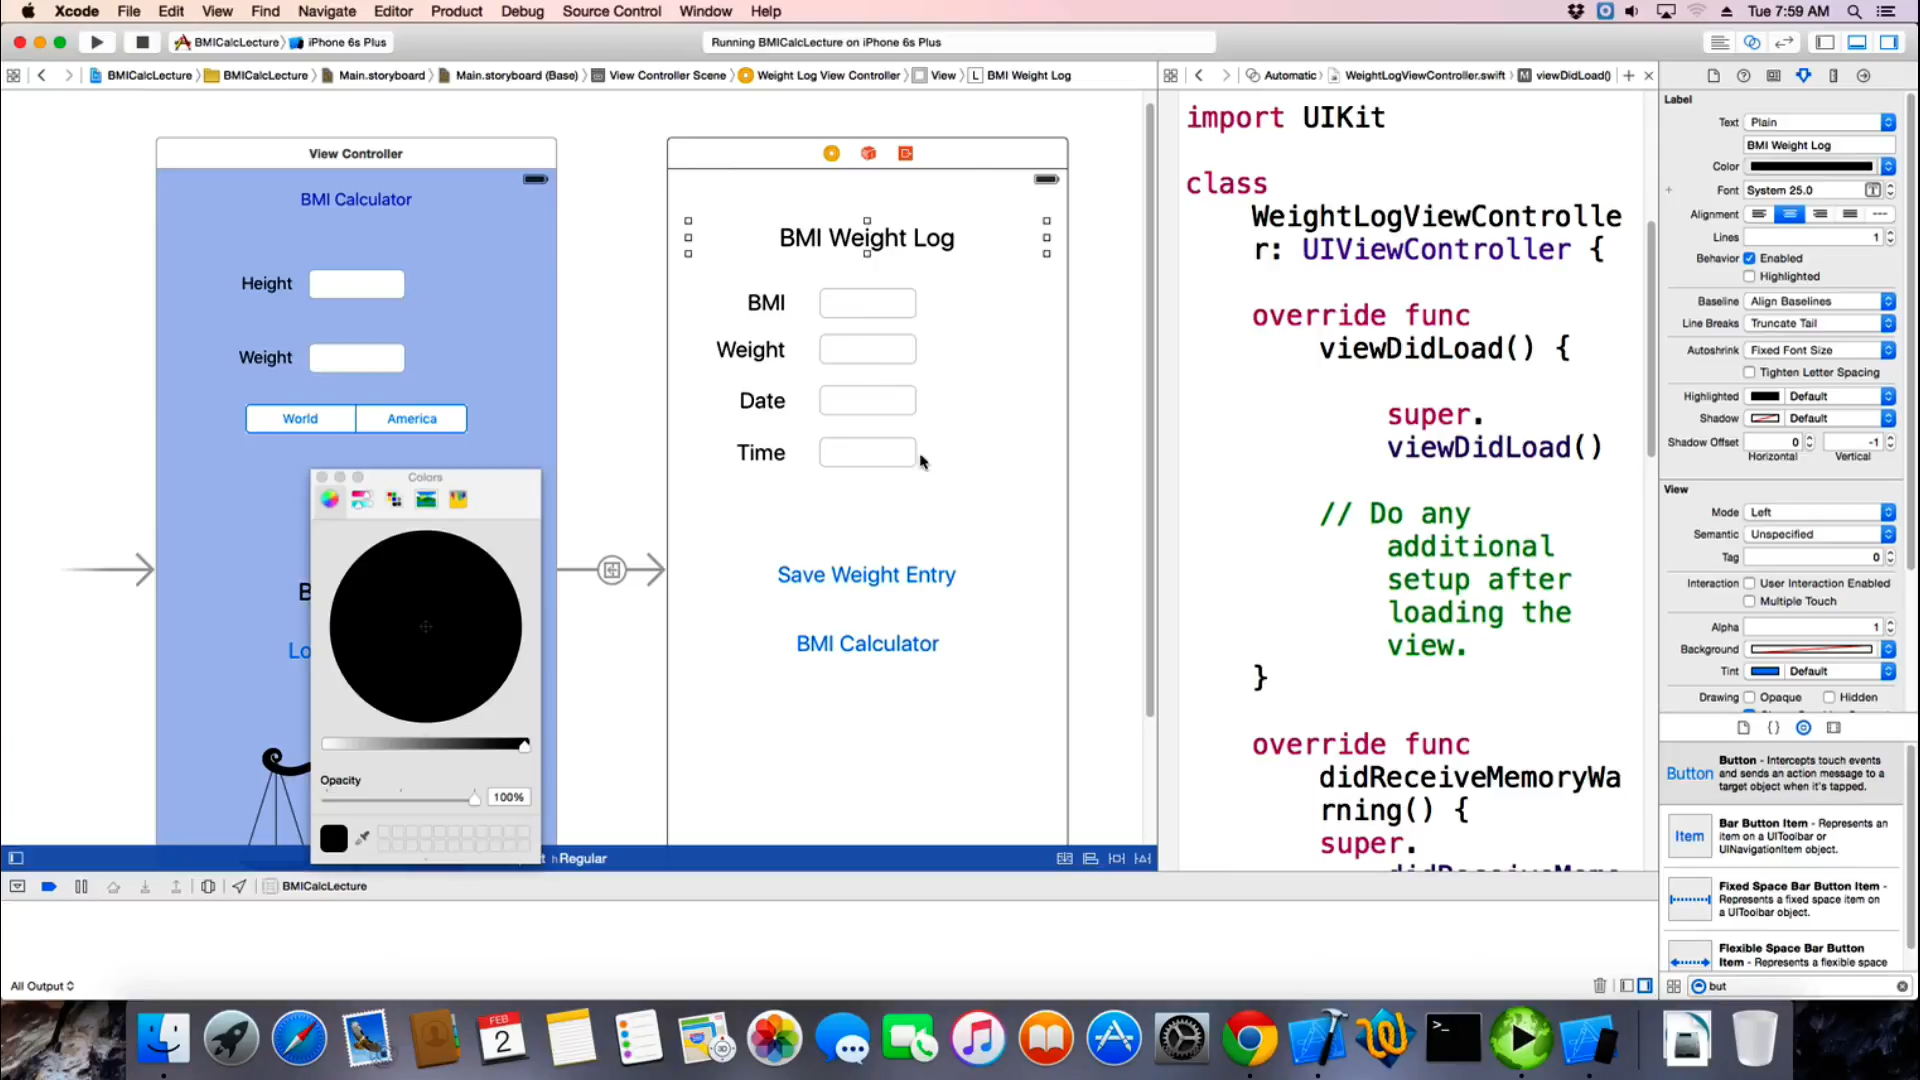 Xcode File Edit View Find Navigate Editor Product Debug Source Control Window Help Tue 7:59 AM
BMICalcLecture iPhone 6s Plus Running BMICalcLecture on iPhone 6s Plus
BMICalcLecture BMICalcLecture Main.storyboard Main.storyboard (Base) View Controller Scene Weight Log View Controller View L BMI Weight Log
Automatic WeightLogViewController.swift M viewDidLoad()
View Controller
BMI Calculator
Height
Weight
World America
Colors
Opacity
100%
BMI Weight Log
BMI
Weight
Date
Time
Save Weight Entry
BMI Calculator
import UIKit
class
WeightLogViewControlle
r: UIViewController {
override func
viewDidLoad() {
super.
viewDidLoad()
// Do any
additional
setup after
loading the
view.
}
override func
didReceiveMemoryWa
rning() {
super.
Label
Text Plain
BMI Weight Log
Color
Font System 25.0 T
Alignment
Lines 1
Behavior Enabled
Highlighted
Baseline Align Baselines
Line Breaks Truncate Tail
Autoshrink Fixed Font Size
Tighten Letter Spacing
Highlighted Default
Shadow Default
Shadow Offset 0 -1
Horizontal Vertical
View
Mode Left
Semantic Unspecified
Tag 0
Interaction User Interaction Enabled
Multiple Touch
Alpha 1
Background
Tint Default
Drawing Opaque Hidden
Button
Button - Intercepts touch events
and sends an action message to a
target object when it's tapped.
Item
Bar Button Item - Represents an
item on a UIToolbar or
UINavigationItem object.
Fixed Space Bar Button Item -
Represents a fixed space item on
a UIToolbar object.
Flexible Space Bar Button
Item - Represents a flexible space
but
h Regular
BMICalcLecture
All Output
FEB
2